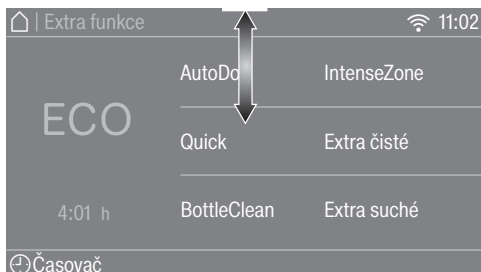 | Extra funkce 11:02
ECO
4:01 h
AutoDo IntenseZone
Quick Extra čisté
BottleClean Extra suché
Časovač